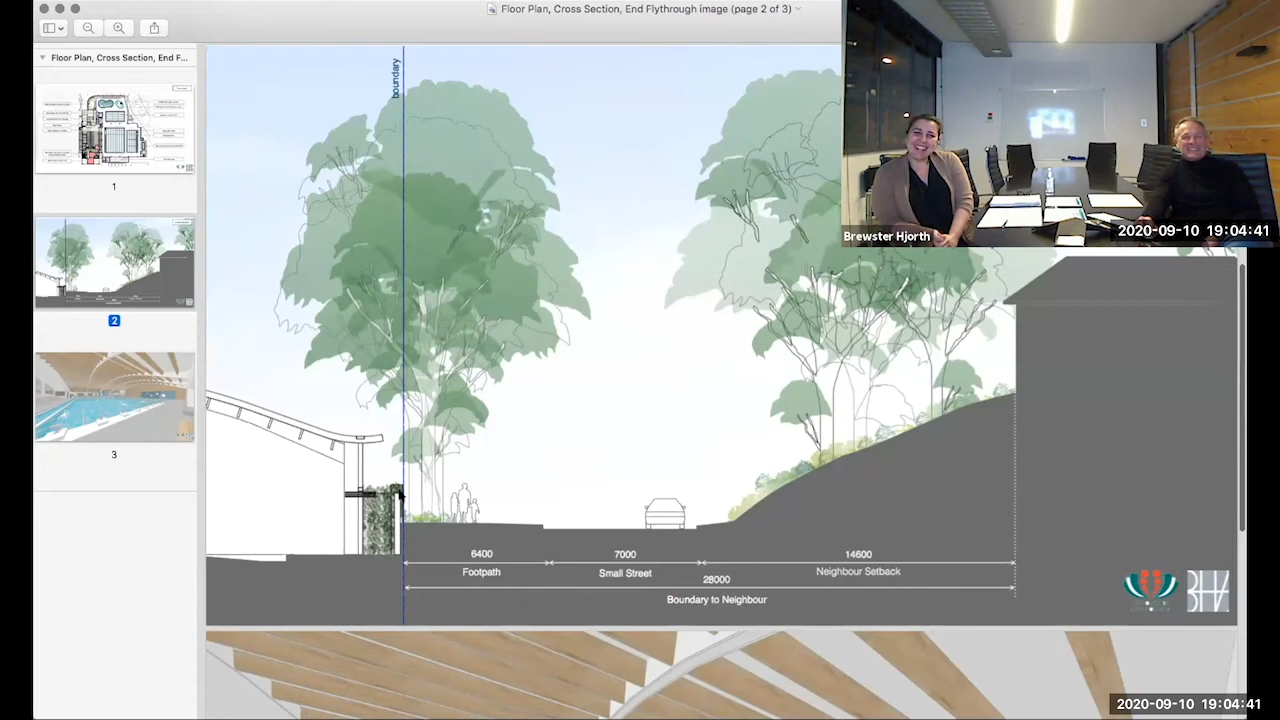 Floor Plan, Cross Section, End Flythrough image (page 2 of 3)
Floor Plan, Cross Section, End F...
1
2
3
boundary
6400
Footpath
7000
Small Street
14600
Neighbour Setback
28000
Boundary to Neighbour
Brewster Hjorth
2020-09-10 19:04:41
BHA
2020-09-10 19:04:41